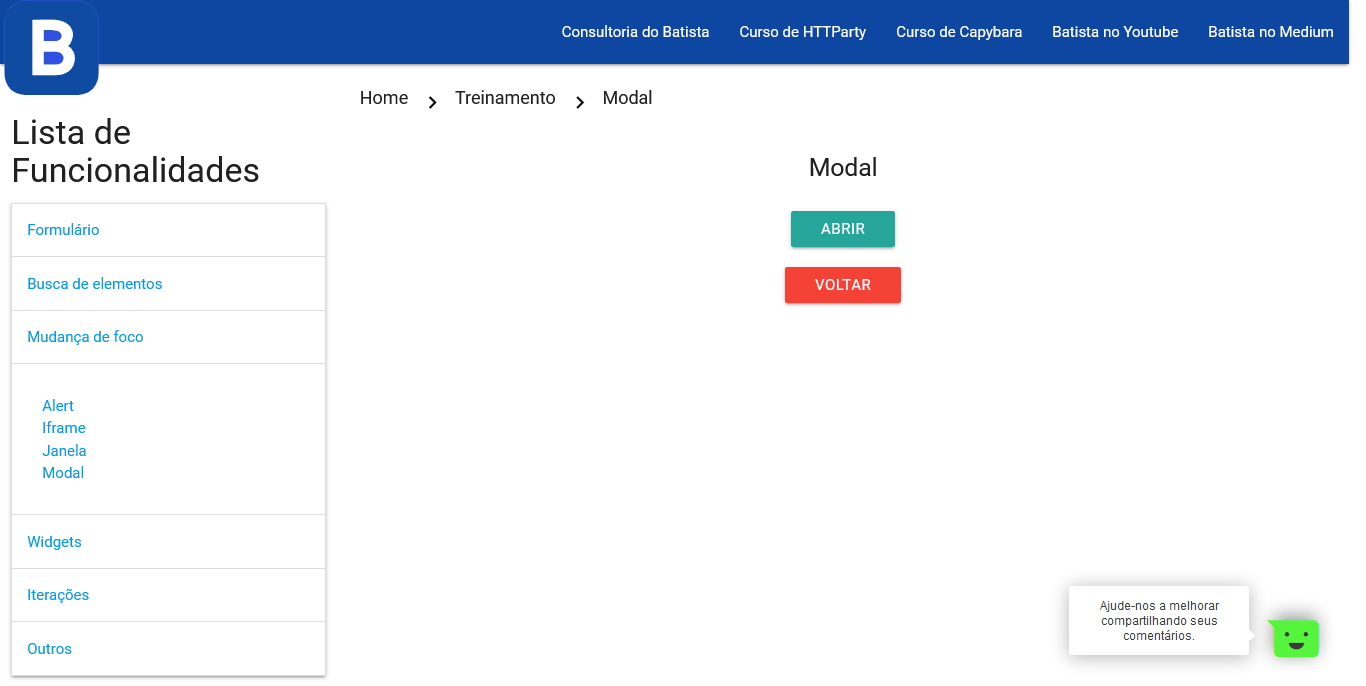 B
Consultoria do Batista
Curso de HTTParty
Curso de Capybara
Batista no Youtube
Batista no Medium
Home
Treinamento
Modal
Lista de
Funcionalidades
Formulário
Busca de elementos
Mudança de foco
Alert
Iframe
Janela
Modal
Widgets
Iterações
Outros
Modal
ABRIR
VOLTAR
Ajude-nos a melhorar
compartilhando seus
comentários.